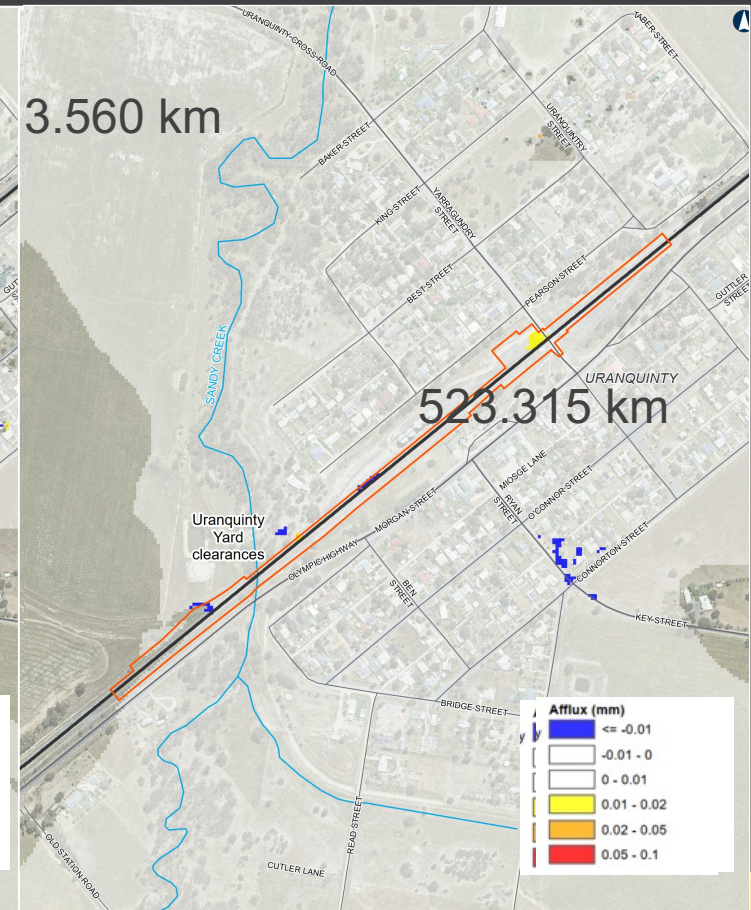 TABER STREET
URANQUINTY CROSS ROAD
3.560 km
URANQUINTRY
STREET
BAKER STREET
KING STREET
YARRAGUNDRY
STREET
BEST STREET
PEARSON STREET
GUTTLER
STREET
SANDY CREEK
URANQUINTY
523.315 km
MIOSGE LANE
O'CONNOR STREET
RYAN
STREET
MORGAN STREET
Uranquinty
Yard
clearances
OLYMPIC HIGHWAY
CONNORTON STREET
BEN
STREET
KEY STREET
BRIDGE STREET
READ STREET
OLD STATION ROAD
CUTLER LANE
Afflux (mm)
<= -0.01
-0.01 - 0
0 - 0.01
0.01 - 0.02
0.02 - 0.05
0.05 - 0.1